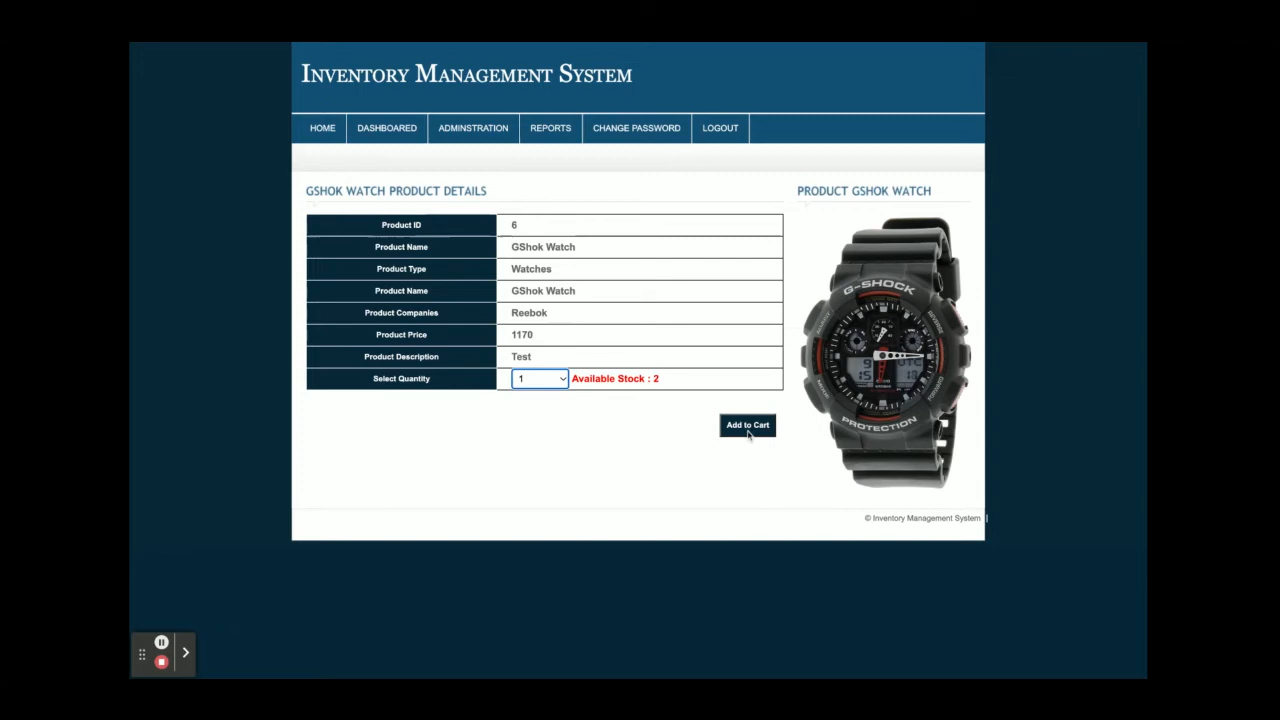 INVENTORY MANAGEMENT SYSTEM
HOME DASHBOARED ADMINSTRATION REPORTS CHANGE PASSWORD LOGOUT
GSHOK WATCH PRODUCT DETAILS
Product ID 6
Product Name GShok Watch
Product Type Watches
Product Name GShok Watch
Product Companies Reebok
Product Price 1170
Product Description Test
Select Quantity 1 Available Stock : 2
Add to Cart
PRODUCT GSHOK WATCH
G-SHOCK
PROTECTION
© Inventory Management System |